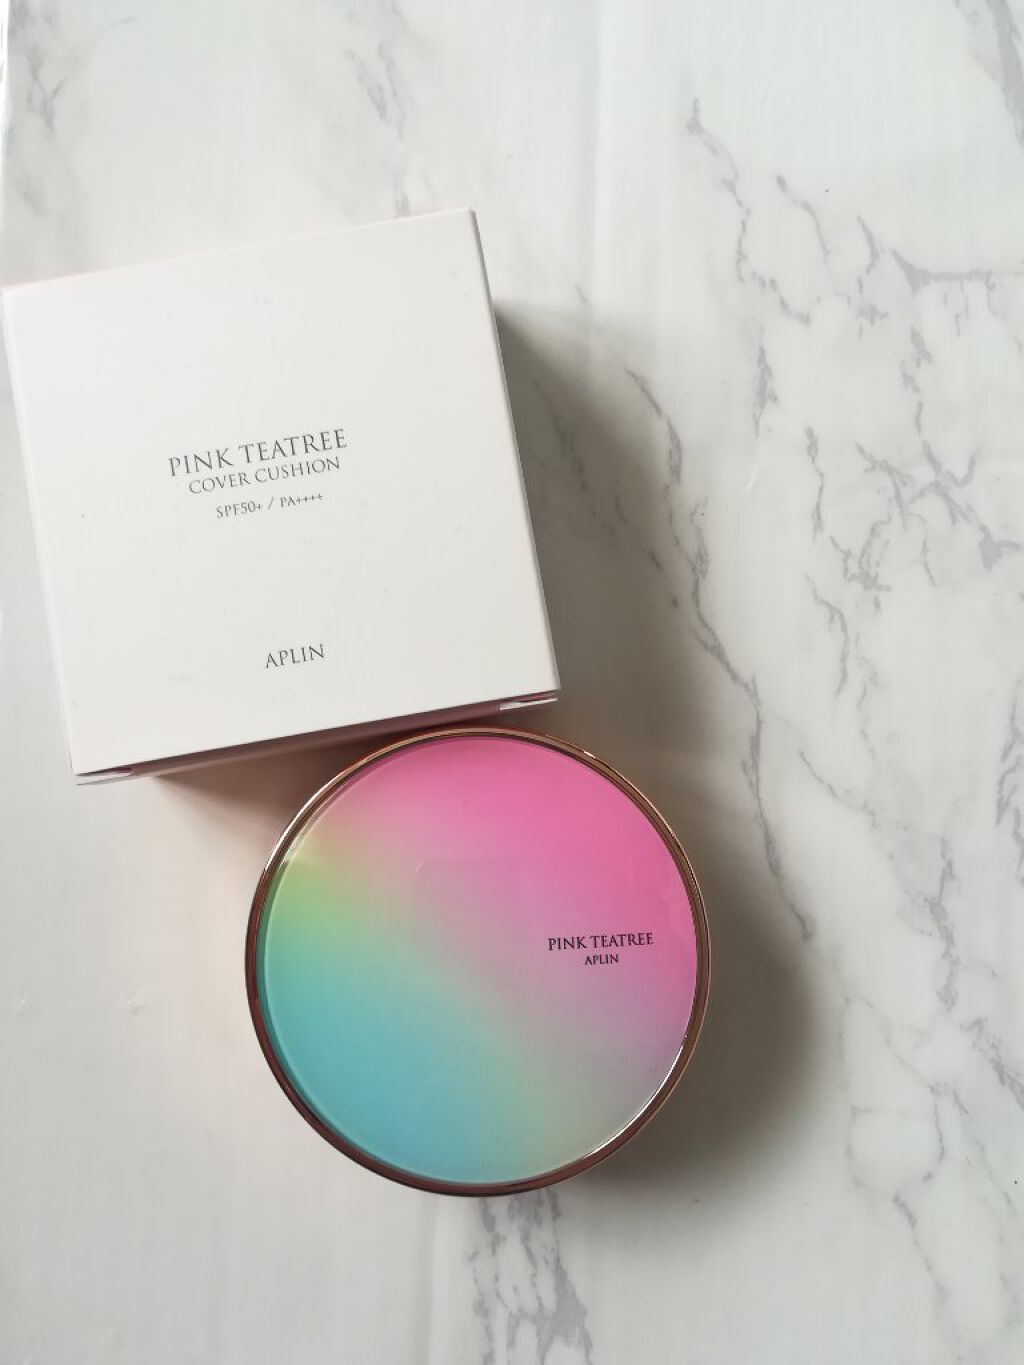 PINK TEATREE
COVER CUSHION
SPF50+ / PA++++
APLIN
PINK TEATREE
APLIN